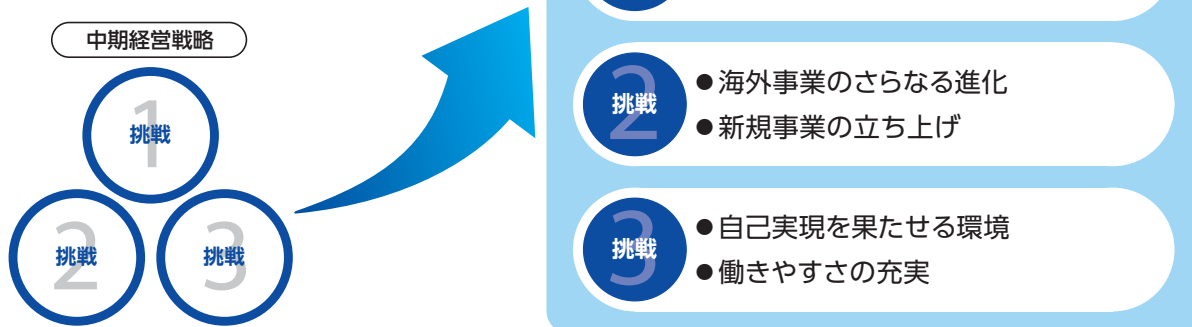 中期経営戦略
1
挑戦
2
挑戦
3
挑戦
2
挑戦
●海外事業のさらなる進化
●新規事業の立ち上げ
3
挑戦
●自己実現を果たせる環境
●働きやすさの充実